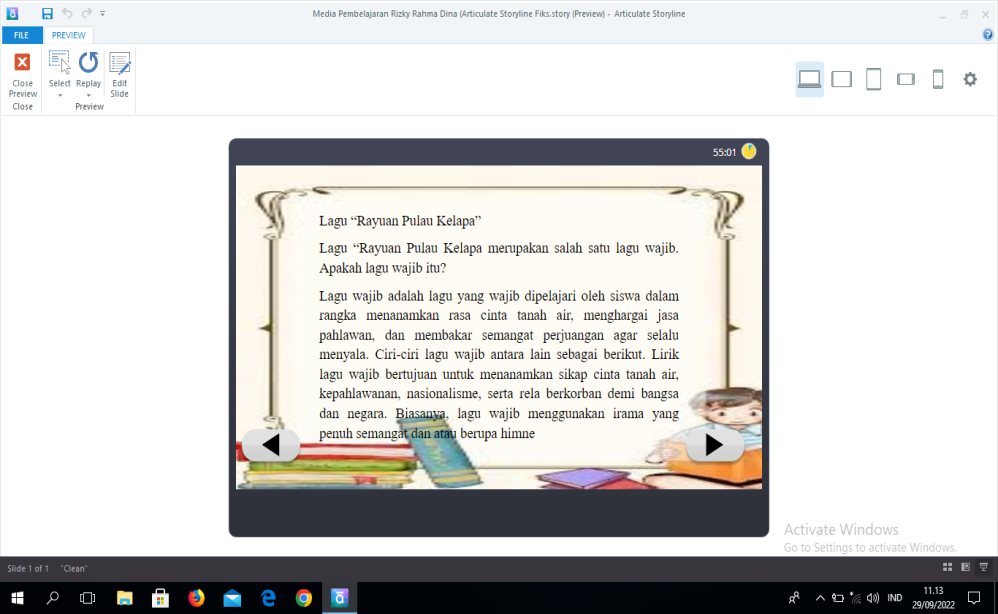 Media Pembelajaran Rizky Rahma Dina (Articulate Storyline Fiks.story (Preview) - Articulate Storyline
FILE
PREVIEW
Close Preview
Select
Replay
Edit Slide
Close
Preview
55:01
Lagu “Rayuan Pulau Kelapa”
Lagu “Rayuan Pulau Kelapa merupakan salah satu lagu wajib.
Apakah lagu wajib itu?
Lagu wajib adalah lagu yang wajib dipelajari oleh siswa dalam
rangka menanamkan rasa cinta tanah air, menghargai jasa
pahlawan, dan membakar semangat perjuangan agar selalu
menyala. Ciri-ciri lagu wajib antara lain sebagai berikut. Lirik
lagu wajib bertujuan untuk menanamkan sikap cinta tanah air,
kepahlawanan, nasionalisme, serta rela berkorban demi bangsa
dan negara. Biasanya, lagu wajib menggunakan irama yang
penuh semangat dan atau berupa himne
Activate Windows
Go to Settings to activate Windows.
Slide 1 of 1 "Clean"
IND
11.13
29/09/2022